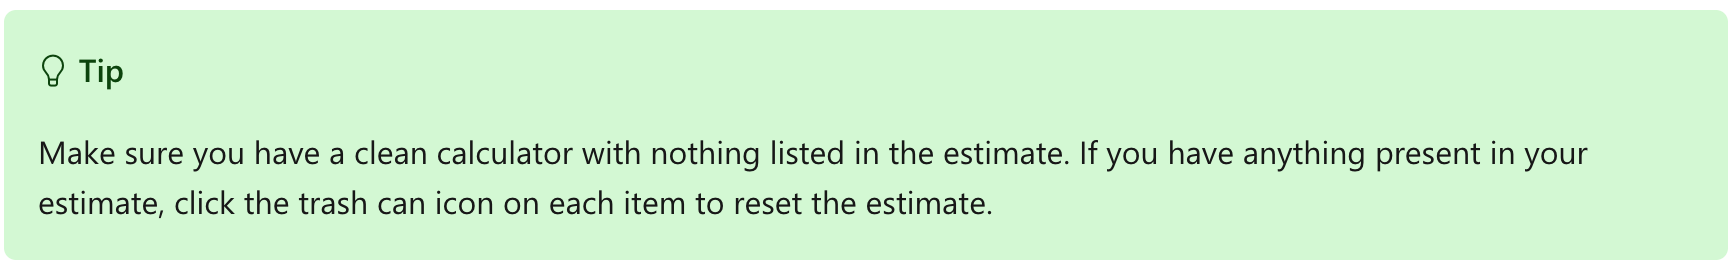 Tip
Make sure you have a clean calculator with nothing listed in the estimate. If you have anything present in your
estimate, click the trash can icon on each item to reset the estimate.